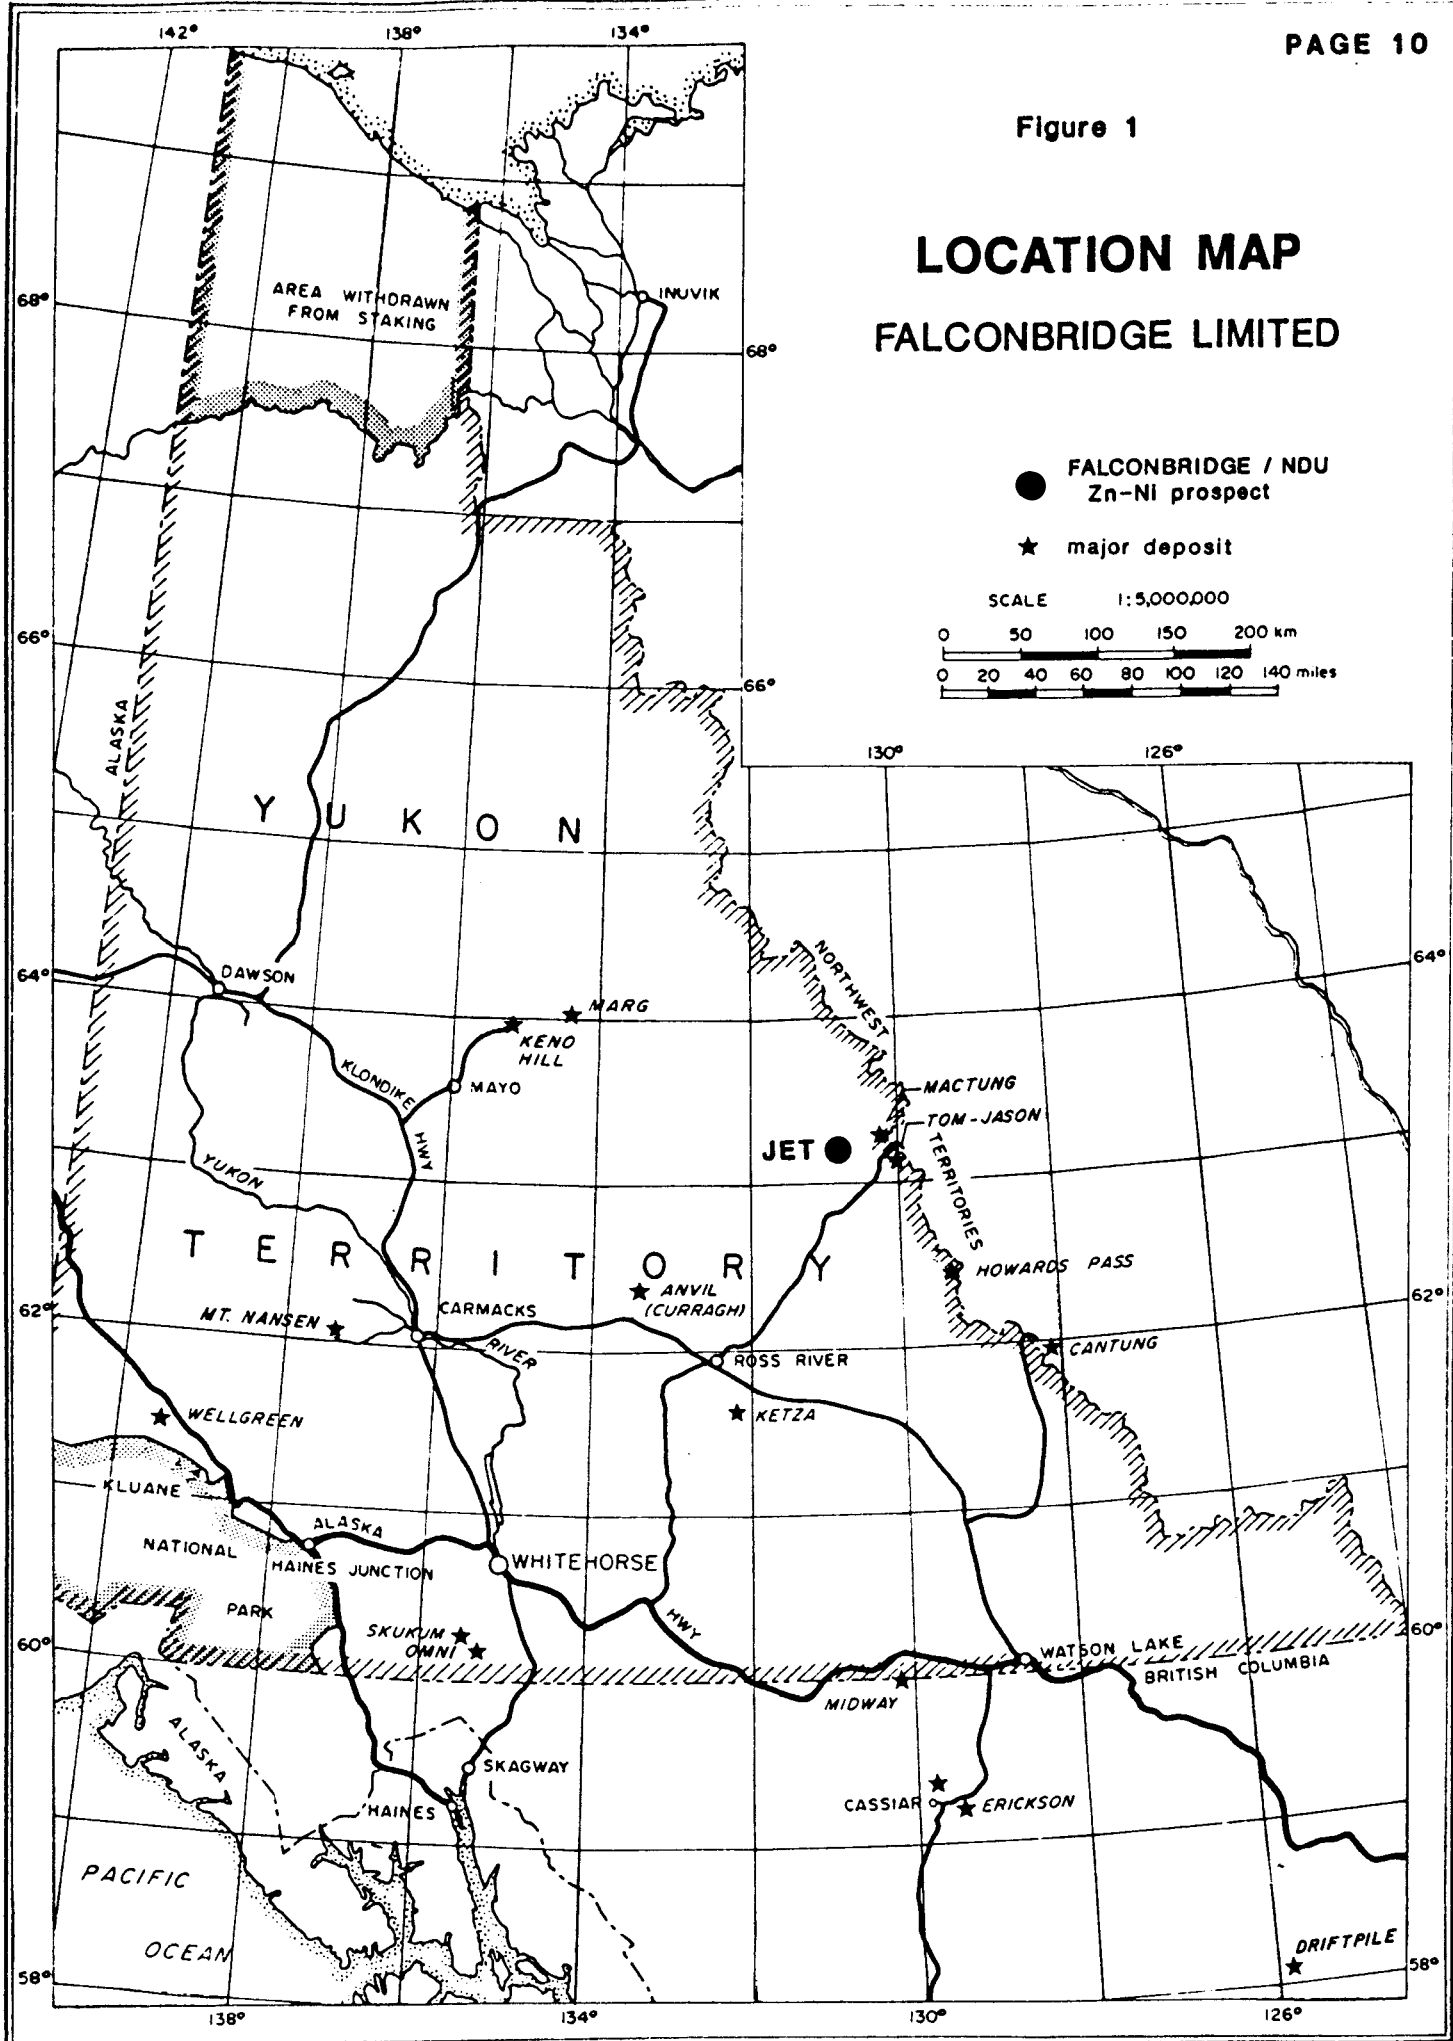 PAGE 10
Figure 1
LOCATION MAP
FALCONBRIDGE LIMITED
FALCONBRIDGE / NDU
Zn-Ni prospect
major deposit
SCALE 1:5,000,000
0 50 100 150 200 km
0 20 40 60 80 100 120 140 miles
142° 138° 134°
AREA WITHDRAWN
FROM STAKING
INUVIK
68°
68°
66°
66°
130° 126°
ALASKA
YUKON
64°
64°
DAWSON
NORTHWEST
TERRITORIES
MARG
KENO
HILL
KLONDIKE
HWY
MAYO
MACTUNG
TOM-JASON
JET
YUKON
RIVER
TERRITORY
HOWARDS PASS
ANVIL
(CURRAGH)
62°
62°
MT. NANSEN
CARMACKS
ROSS RIVER
CANTUNG
WELLGREEN
KETZA
KLUANE
NATIONAL
PARK
ALASKA
HWY
HAINES JUNCTION
WHITEHORSE
SKUKUM
OMNI
60°
60°
WATSON LAKE
BRITISH COLUMBIA
MIDWAY
ALASKA
SKAGWAY
HAINES
CASSIAR
ERICKSON
PACIFIC
OCEAN
DRIFTPILE
58°
58°
138° 134° 130° 126°